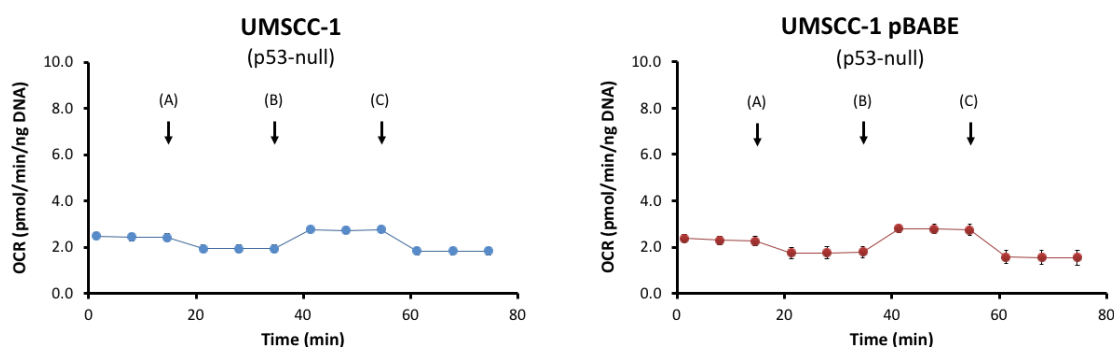 UMSCC-1
(p53-null)
OCR (pmol/min/ng DNA)
10.0
8.0
6.0
4.0
2.0
0.0
(A)
(B)
(C)
0
20
40
60
80
Time (min)
UMSCC-1 pBABE
(p53-null)
OCR (pmol/min/ng DNA)
10.0
8.0
6.0
4.0
2.0
0.0
(A)
(B)
(C)
0
20
40
60
80
Time (min)